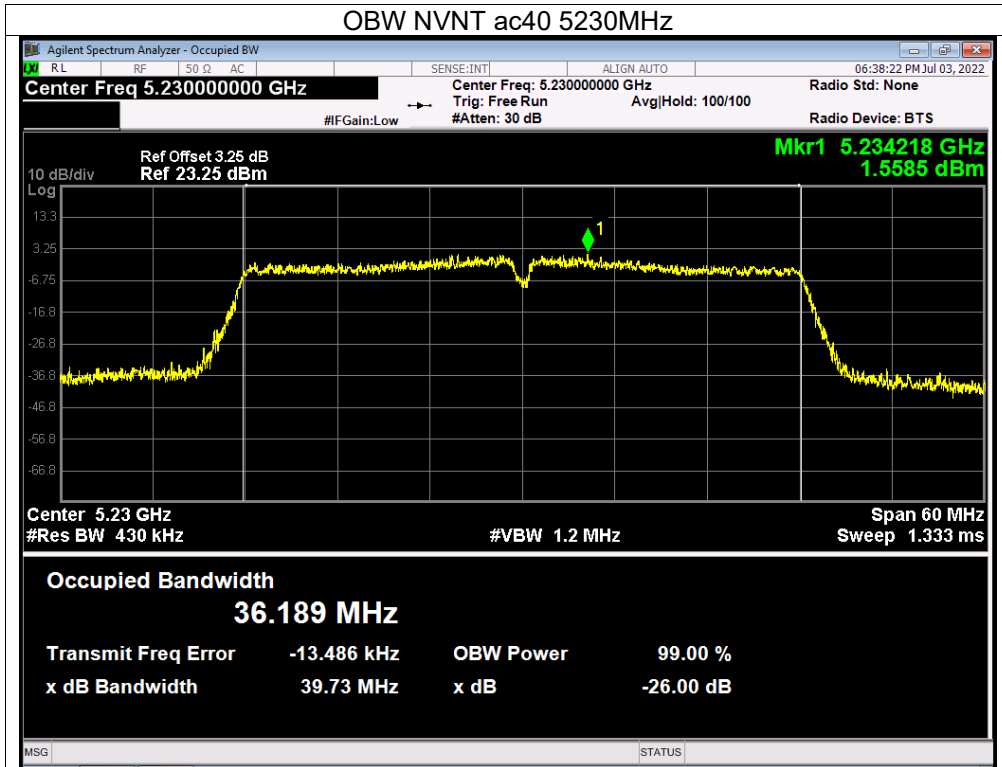 OBW NVNT ac40 5230MHz
Agilent Spectrum Analyzer - Occupied BW
LXI RL RF 50 Ω AC SENSE:INT ALIGN AUTO 06:38:22 PM Jul 03, 2022
Center Freq 5.230000000 GHz Center Freq: 5.230000000 GHz Radio Std: None
Trig: Free Run Avg|Hold: 100/100
#IFGain:Low #Atten: 30 dB Radio Device: BTS
Mkr1 5.234218 GHz
1.5585 dBm
Ref Offset 3.25 dB
10 dB/div Ref 23.25 dBm
Log
13.3
1
3.25
-6.75
-16.8
-26.8
-36.8
-46.8
-56.8
-66.8
Center 5.23 GHz Span 60 MHz
#Res BW 430 kHz #VBW 1.2 MHz Sweep 1.333 ms
Occupied Bandwidth
36.189 MHz
Transmit Freq Error -13.486 kHz OBW Power 99.00 %
x dB Bandwidth 39.73 MHz x dB -26.00 dB
MSG STATUS